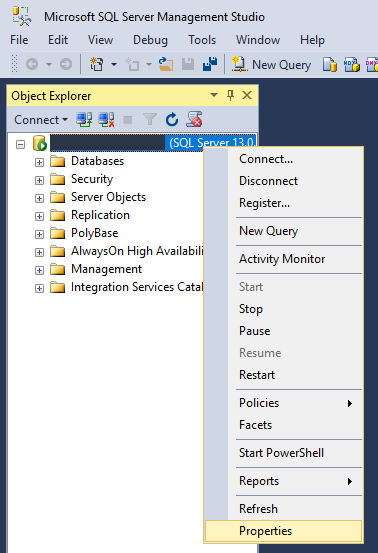 Microsoft SQL Server Management Studio
File Edit View Debug Tools Window Help
New Query
Object Explorer
Connect
(SQL Server 13.0
Databases
Security
Server Objects
Replication
PolyBase
AlwaysOn High Availabili
Management
Integration Services Catal
Connect...
Disconnect
Register...
New Query
Activity Monitor
Start
Stop
Pause
Resume
Restart
Policies
Facets
Start PowerShell
Reports
Refresh
Properties